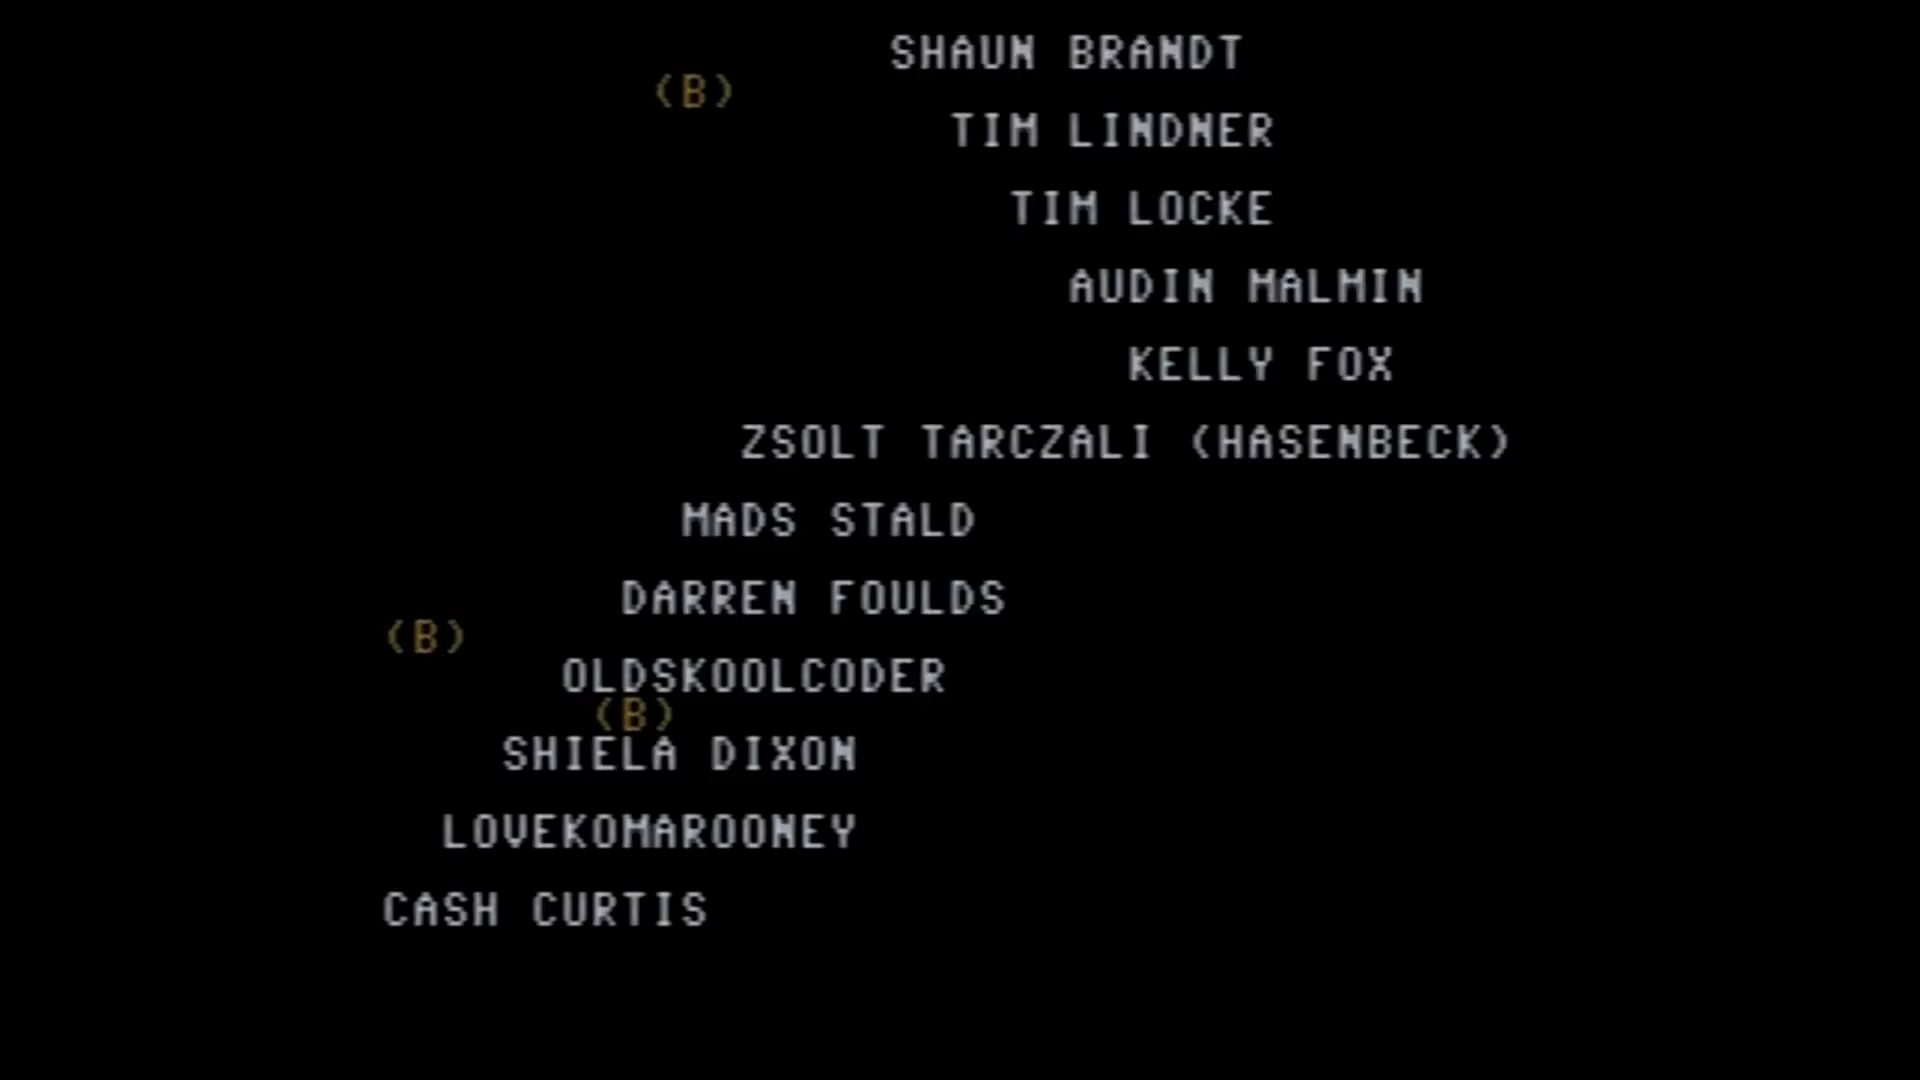 SHAUN BRANDT
(B)
TIM LINDNER
TIM LOCKE
AUDIN MALMIN
KELLY FOX
ZSOLT TARCZALI (HASENBECK)
MADS STALD
DARREN FOULDS
(B)
OLDSKOOLCODER
(B)
SHIELA DIXON
LOVEKOMAROONEY
CASH CURTIS